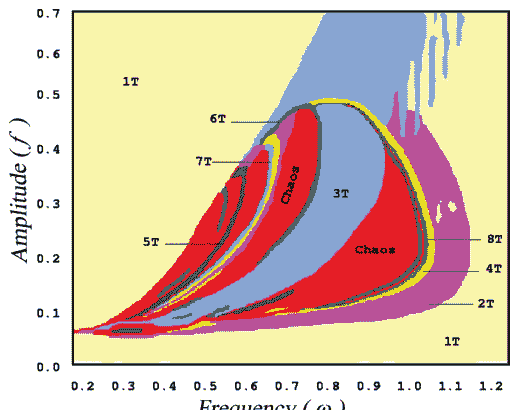 0.7
0.5
0.4
0.3
0.2
0.1
0.0
Amplitude (f)
1T
6T
7T
5T
Chaos
3T
Chaos
8T
4T
2T
1T
0.2 0.3 0.4 0.5 0.6 0.7 0.8 0.9 1.0 1.1 1.2
Frequency (ω)